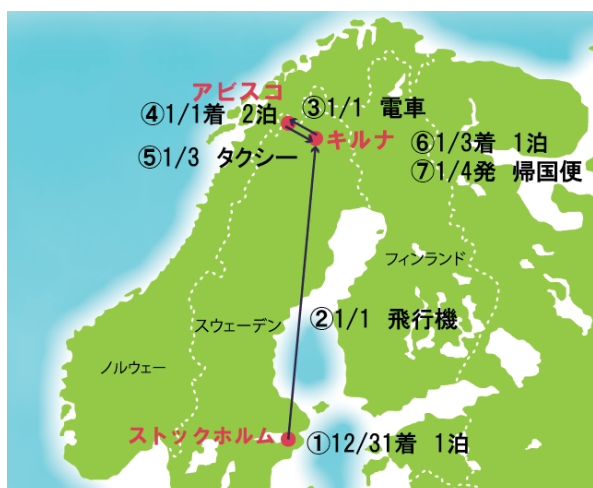 アビスコ
④1/1着 2泊
③1/1 電車
キルナ
⑤1/3 タクシー
⑥1/3着 1泊
⑦1/4発 帰国便
フィンランド
スウェーデン
②1/1 飛行機
ノルウェー
ストックホルム
①12/31着 1泊